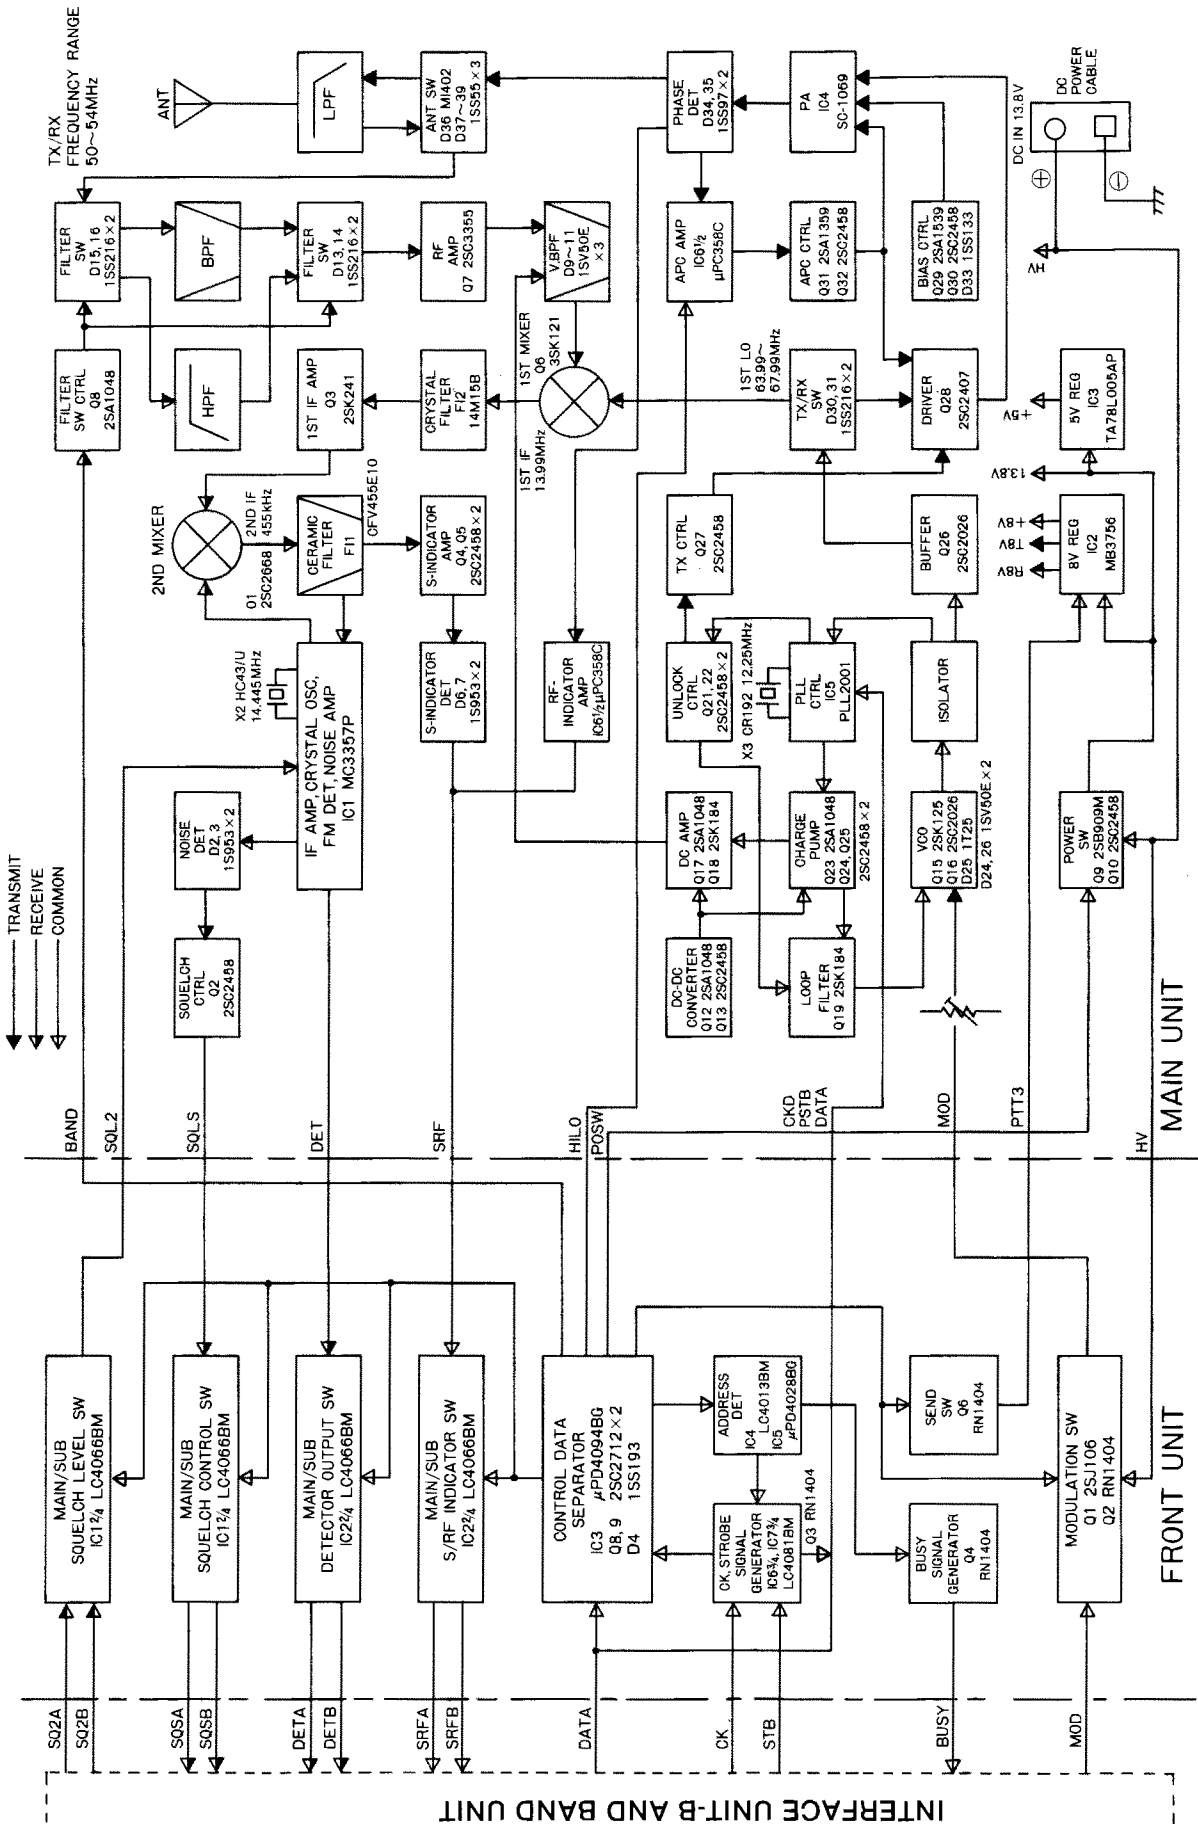 TX/RX
FREQUENCY RANGE
50~54MHz
ANT
LPF
ANT SW
D36 MI402
D37~39
1SS55×3
PHASE
DET
D34, 35
1SS97×2
PA
IC4
SC-1069
DC IN 13.8V
DC
POWER
CABLE
⊕
⊖
FILTER
SW
D15, 16
1SS216×2
BPF
FILTER
SW
D13, 14
1SS216×2
RF
AMP
Q7 2SC3355
V.BPF
D9~11
1SV50E
×3
APC AMP
IC6½
μPC358C
APC CTRL
Q31 2SA1359
Q32 2SC2458
BIAS CTRL
Q29 2SA1539
Q30 2SC2458
D33 1SS133
HV
FILTER
SW CTRL
Q8
2SA1048
HPF
1ST IF AMP
Q3
2SK241
CRYSTAL
FILTER
FI2
14M15B
1ST MIXER
Q6
3SK121
1ST IF
13.99MHz
1ST LO
63.99~
67.99MHz
TX/RX
SW
D30, 31
1SS216×2
DRIVER
Q28
2SC2407
+5V
5V REG
IC3
TA78L005AP
13.8V
2ND MIXER
Q1
2SC2668
2ND IF
455kHz
CERAMIC
FILTER
FI1
CFV455E10
S-INDICATOR
AMP
Q4, Q5
2SC2458×2
TX CTRL
Q27
2SC2458
BUFFER
Q26
2SC2026
R8V
T8V
+8V
8V REG
IC2
MB3756
X2 HC43/U
14.445MHz
IF AMP, CRYSTAL OSC,
FM DET, NOISE AMP
IC1 MC3357P
S-INDICATOR
DET
D6, 7
1S953×2
RF-
INDICATOR
AMP
IC6½ μPC358C
UNLOCK
CTRL
Q21, 22
2SC2458×2
X3 CR192 12.25MHz
PLL
CTRL
IC5
PLL2001
ISOLATOR
NOISE
DET
D2, 3
1S953×2
DC AMP
Q17 2SA1048
Q18 2SK184
CHARGE
PUMP
Q23 2SA1048
Q24, Q25
2SC2458×2
VCO
Q15 2SK125
Q16 2SC2026
D25 1T25
D24, 26 1SV50E×2
POWER
SW
Q9 2SB909M
Q10 2SC2458
TRANSMIT
RECEIVE
COMMON
SQUELCH
CTRL
Q2
2SC2458
DC-DC
CONVERTER
Q12 2SA1048
Q13 2SC2458
LOOP
FILTER
Q19 2SK184
BAND
SQL2
SQLS
DET
SRF
HILO
POSW
CKD
PSTB
DATA
MOD
PTT3
HV
MAIN UNIT
MAIN/SUB
SQUELCH LEVEL SW
IC1²⁄₄ LC4066BM
MAIN/SUB
SQUELCH CONTROL SW
IC1²⁄₄ LC4066BM
MAIN/SUB
DETECTOR OUTPUT SW
IC2²⁄₄ LC4066BM
MAIN/SUB
S/RF INDICATOR SW
IC2²⁄₄ LC4066BM
CONTROL DATA
SEPARATOR
IC3 μPD4094BG
Q8, 9 2SC2712×2
D4 1SS193
ADDRESS
DET
IC4 LC4013BM
IC5 μPD4028BG
CK, STROBE
SIGNAL
GENERATOR
IC6¾, IC7¾
LC4081BM
Q3 RN1404
SEND
SW
Q6
RN1404
BUSY
SIGNAL
GENERATOR
Q4
RN1404
MODULATION SW
Q1 2SJ106
Q2 RN1404
FRONT UNIT
SQ2A
SQ2B
SQSA
SQSB
DETA
DETB
SRFA
SRFB
DATA
CK
STB
BUSY
MOD
INTERFACE UNIT-B AND BAND UNIT